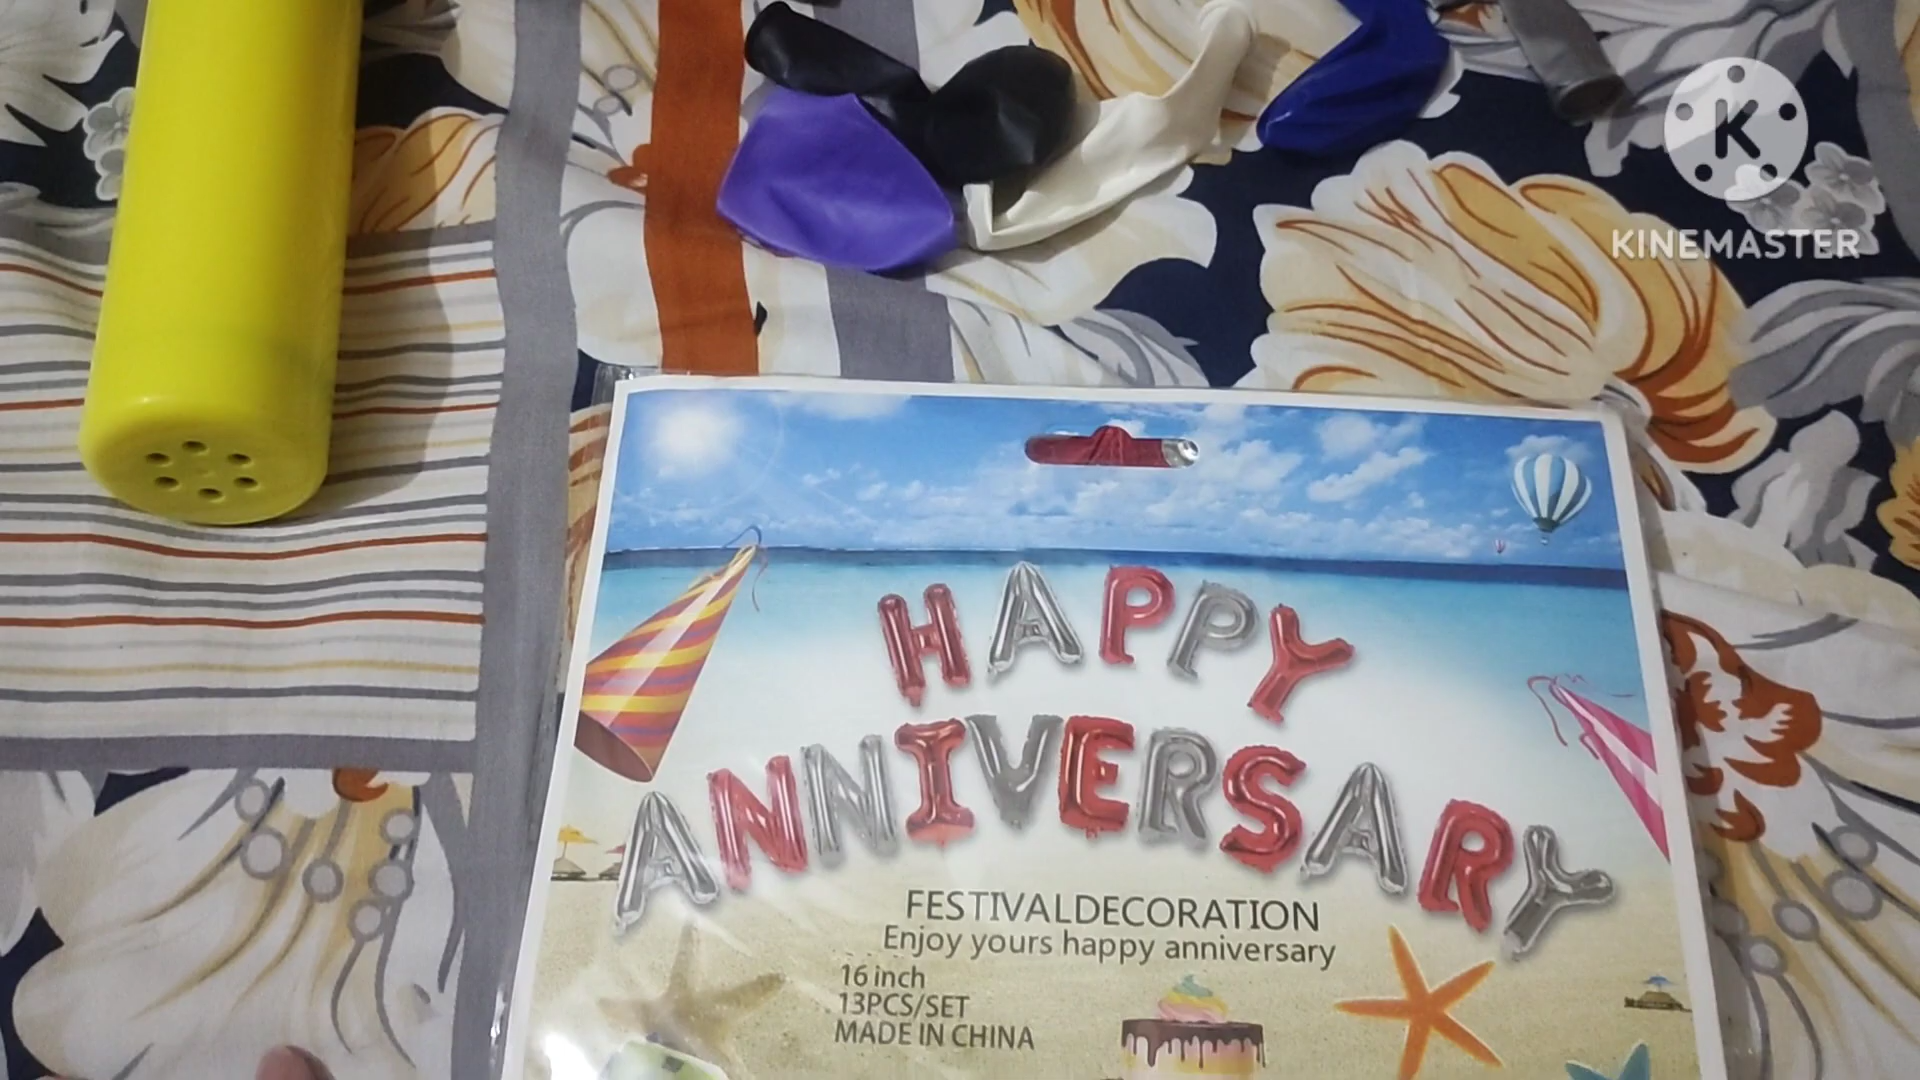 K
KINEMASTER
HAPPY
ANNIVERSARY
FESTIVALDECORATION
Enjoy yours happy anniversary
16 inch
13PCS/SET
MADE IN CHINA